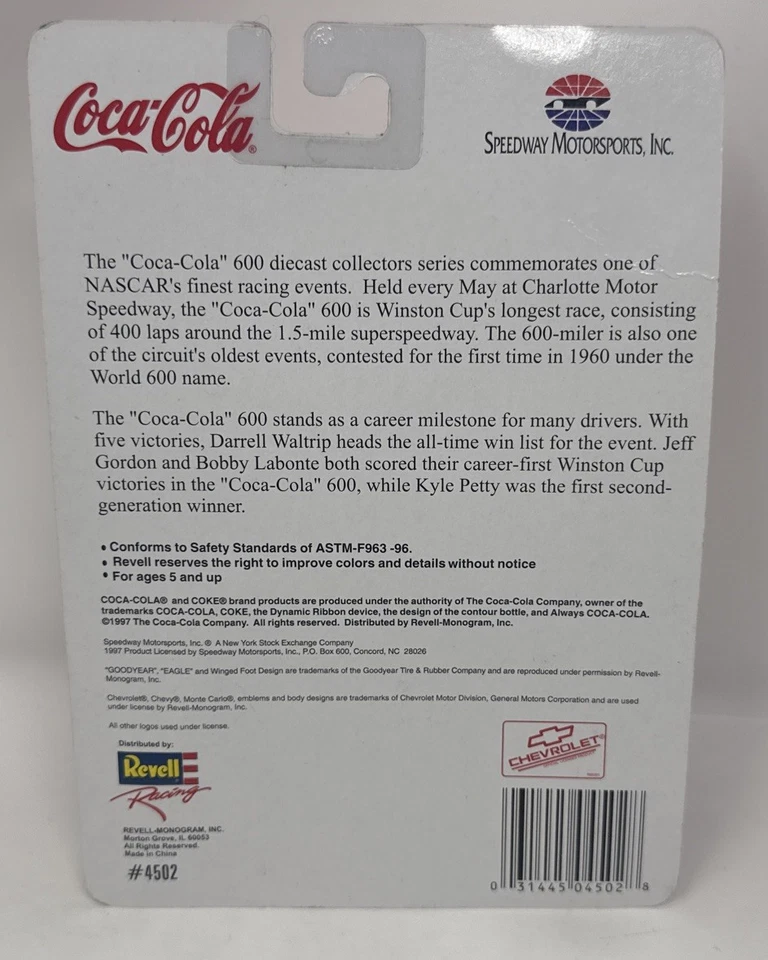 Coca-Cola®
SPEEDWAY MOTORSPORTS, INC.
The "Coca-Cola" 600 diecast collectors series commemorates one of
NASCAR's finest racing events. Held every May at Charlotte Motor
Speedway, the "Coca-Cola" 600 is Winston Cup's longest race, consisting
of 400 laps around the 1.5-mile superspeedway. The 600-miler is also one
of the circuit's oldest events, contested for the first time in 1960 under the
World 600 name.
The "Coca-Cola" 600 stands as a career milestone for many drivers. With
five victories, Darrell Waltrip heads the all-time win list for the event. Jeff
Gordon and Bobby Labonte both scored their career-first Winston Cup
victories in the "Coca-Cola" 600, while Kyle Petty was the first second-
generation winner.
• Conforms to Safety Standards of ASTM-F963 -96.
• Revell reserves the right to improve colors and details without notice
• For ages 5 and up
COCA-COLA® and COKE® brand products are produced under the authority of The Coca-Cola Company, owner of the
trademarks COCA-COLA, COKE, the Dynamic Ribbon device, the design of the contour bottle, and Always COCA-COLA.
©1997 The Coca-Cola Company. All rights reserved. Distributed by Revell-Monogram, Inc.
Speedway Motorsports, Inc. ® A New York Stock Exchange Company
1997 Product Licensed by Speedway Motorsports, Inc., P.O. Box 600, Concord, NC 28026
"GOODYEAR", "EAGLE" and Winged Foot Design are trademarks of the Goodyear Tire & Rubber Company and are reproduced under permission by Revell-
Monogram, Inc.
Chevrolet®, Chevy®, Monte Carlo®, emblems and body designs are trademarks of Chevrolet Motor Division, General Motors Corporation and are used
under license by Revell-Monogram, Inc.
All other logos used under license.
Distributed by:
Revell
Racing
CHEVROLET®
REVELL-MONOGRAM, INC.
Morton Grove, IL 60053
All Rights Reserved.
Made in China
#4502
0 31445 04502 8